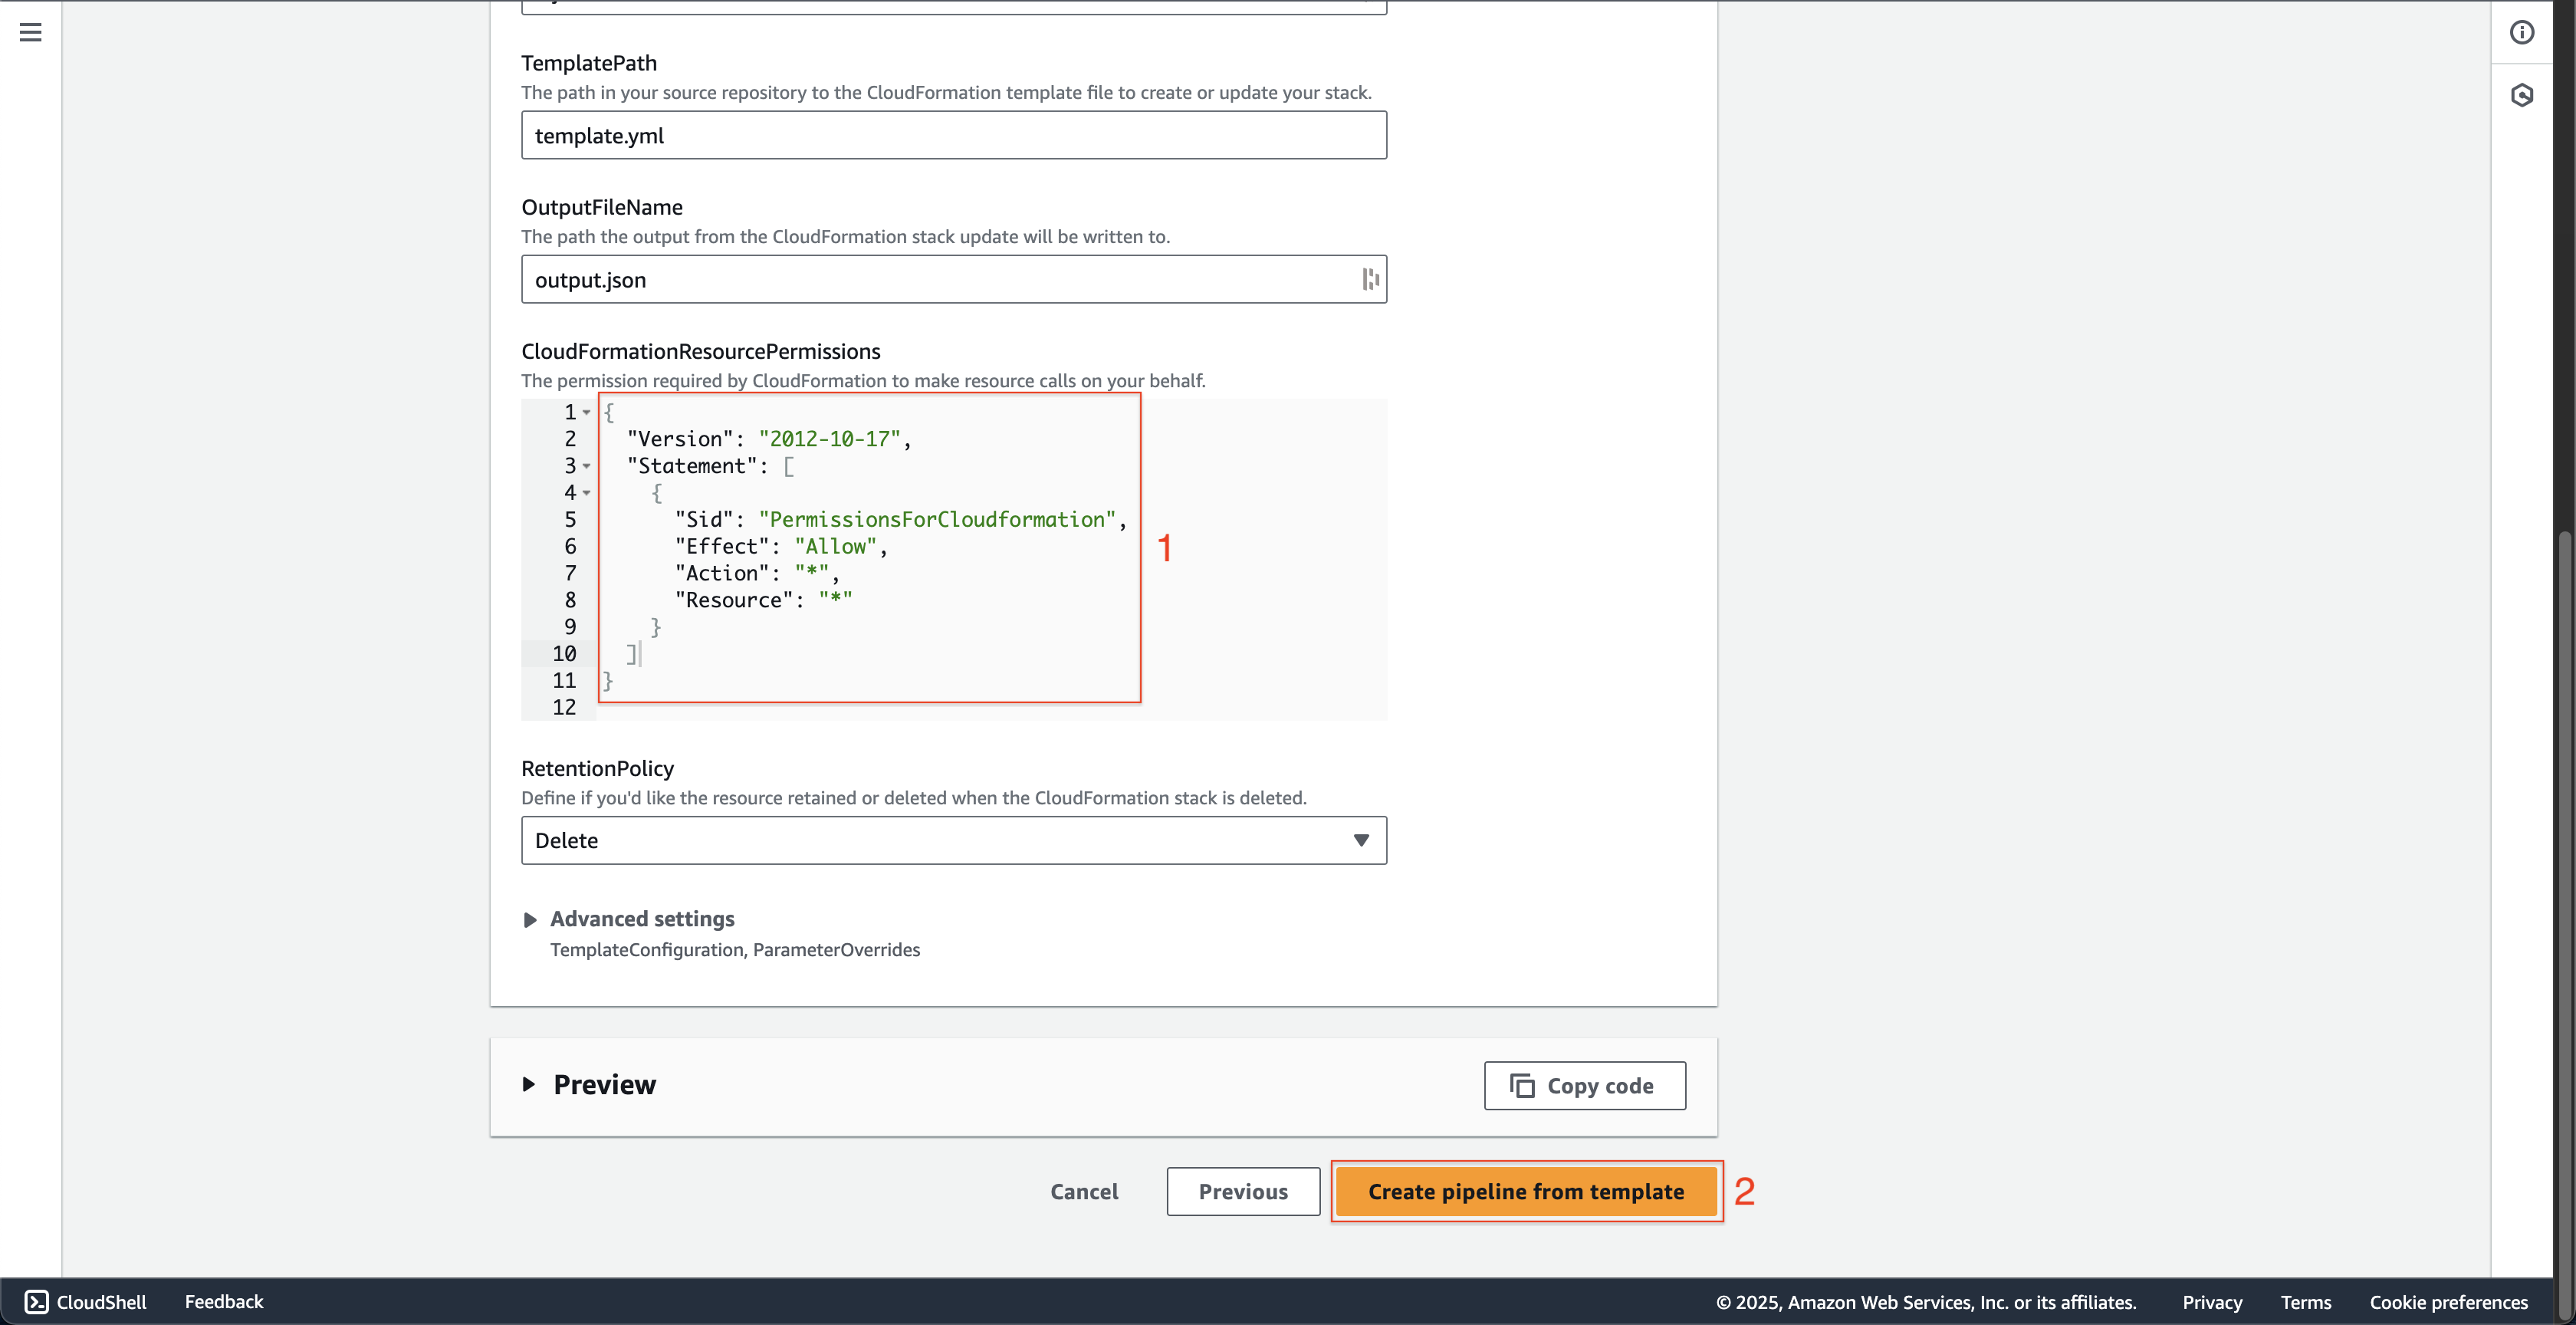 TemplatePath
The path in your source repository to the CloudFormation template file to create or update your stack.
template.yml
OutputFileName
The path the output from the CloudFormation stack update will be written to.
output.json
CloudFormationResourcePermissions
The permission required by CloudFormation to make resource calls on your behalf.
1 {
2 "Version": "2012-10-17",
3 "Statement": [
4 {
5 "Sid": "PermissionsForCloudformation",
6 "Effect": "Allow",
7 "Action": "*",
8 "Resource": "*"
9 }
10 ]
11 }
12
1
RetentionPolicy
Define if you'd like the resource retained or deleted when the CloudFormation stack is deleted.
Delete
Advanced settings
TemplateConfiguration, ParameterOverrides
Preview
Copy code
Cancel
Previous
Create pipeline from template
2
CloudShell
Feedback
© 2025, Amazon Web Services, Inc. or its affiliates.
Privacy
Terms
Cookie preferences